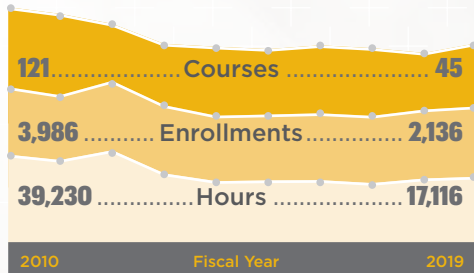 121.................. Courses ................ 45
3,986 .......... Enrollments.............. 2,136
39,230 ...............Hours .................... 17,116
2010 Fiscal Year 2019